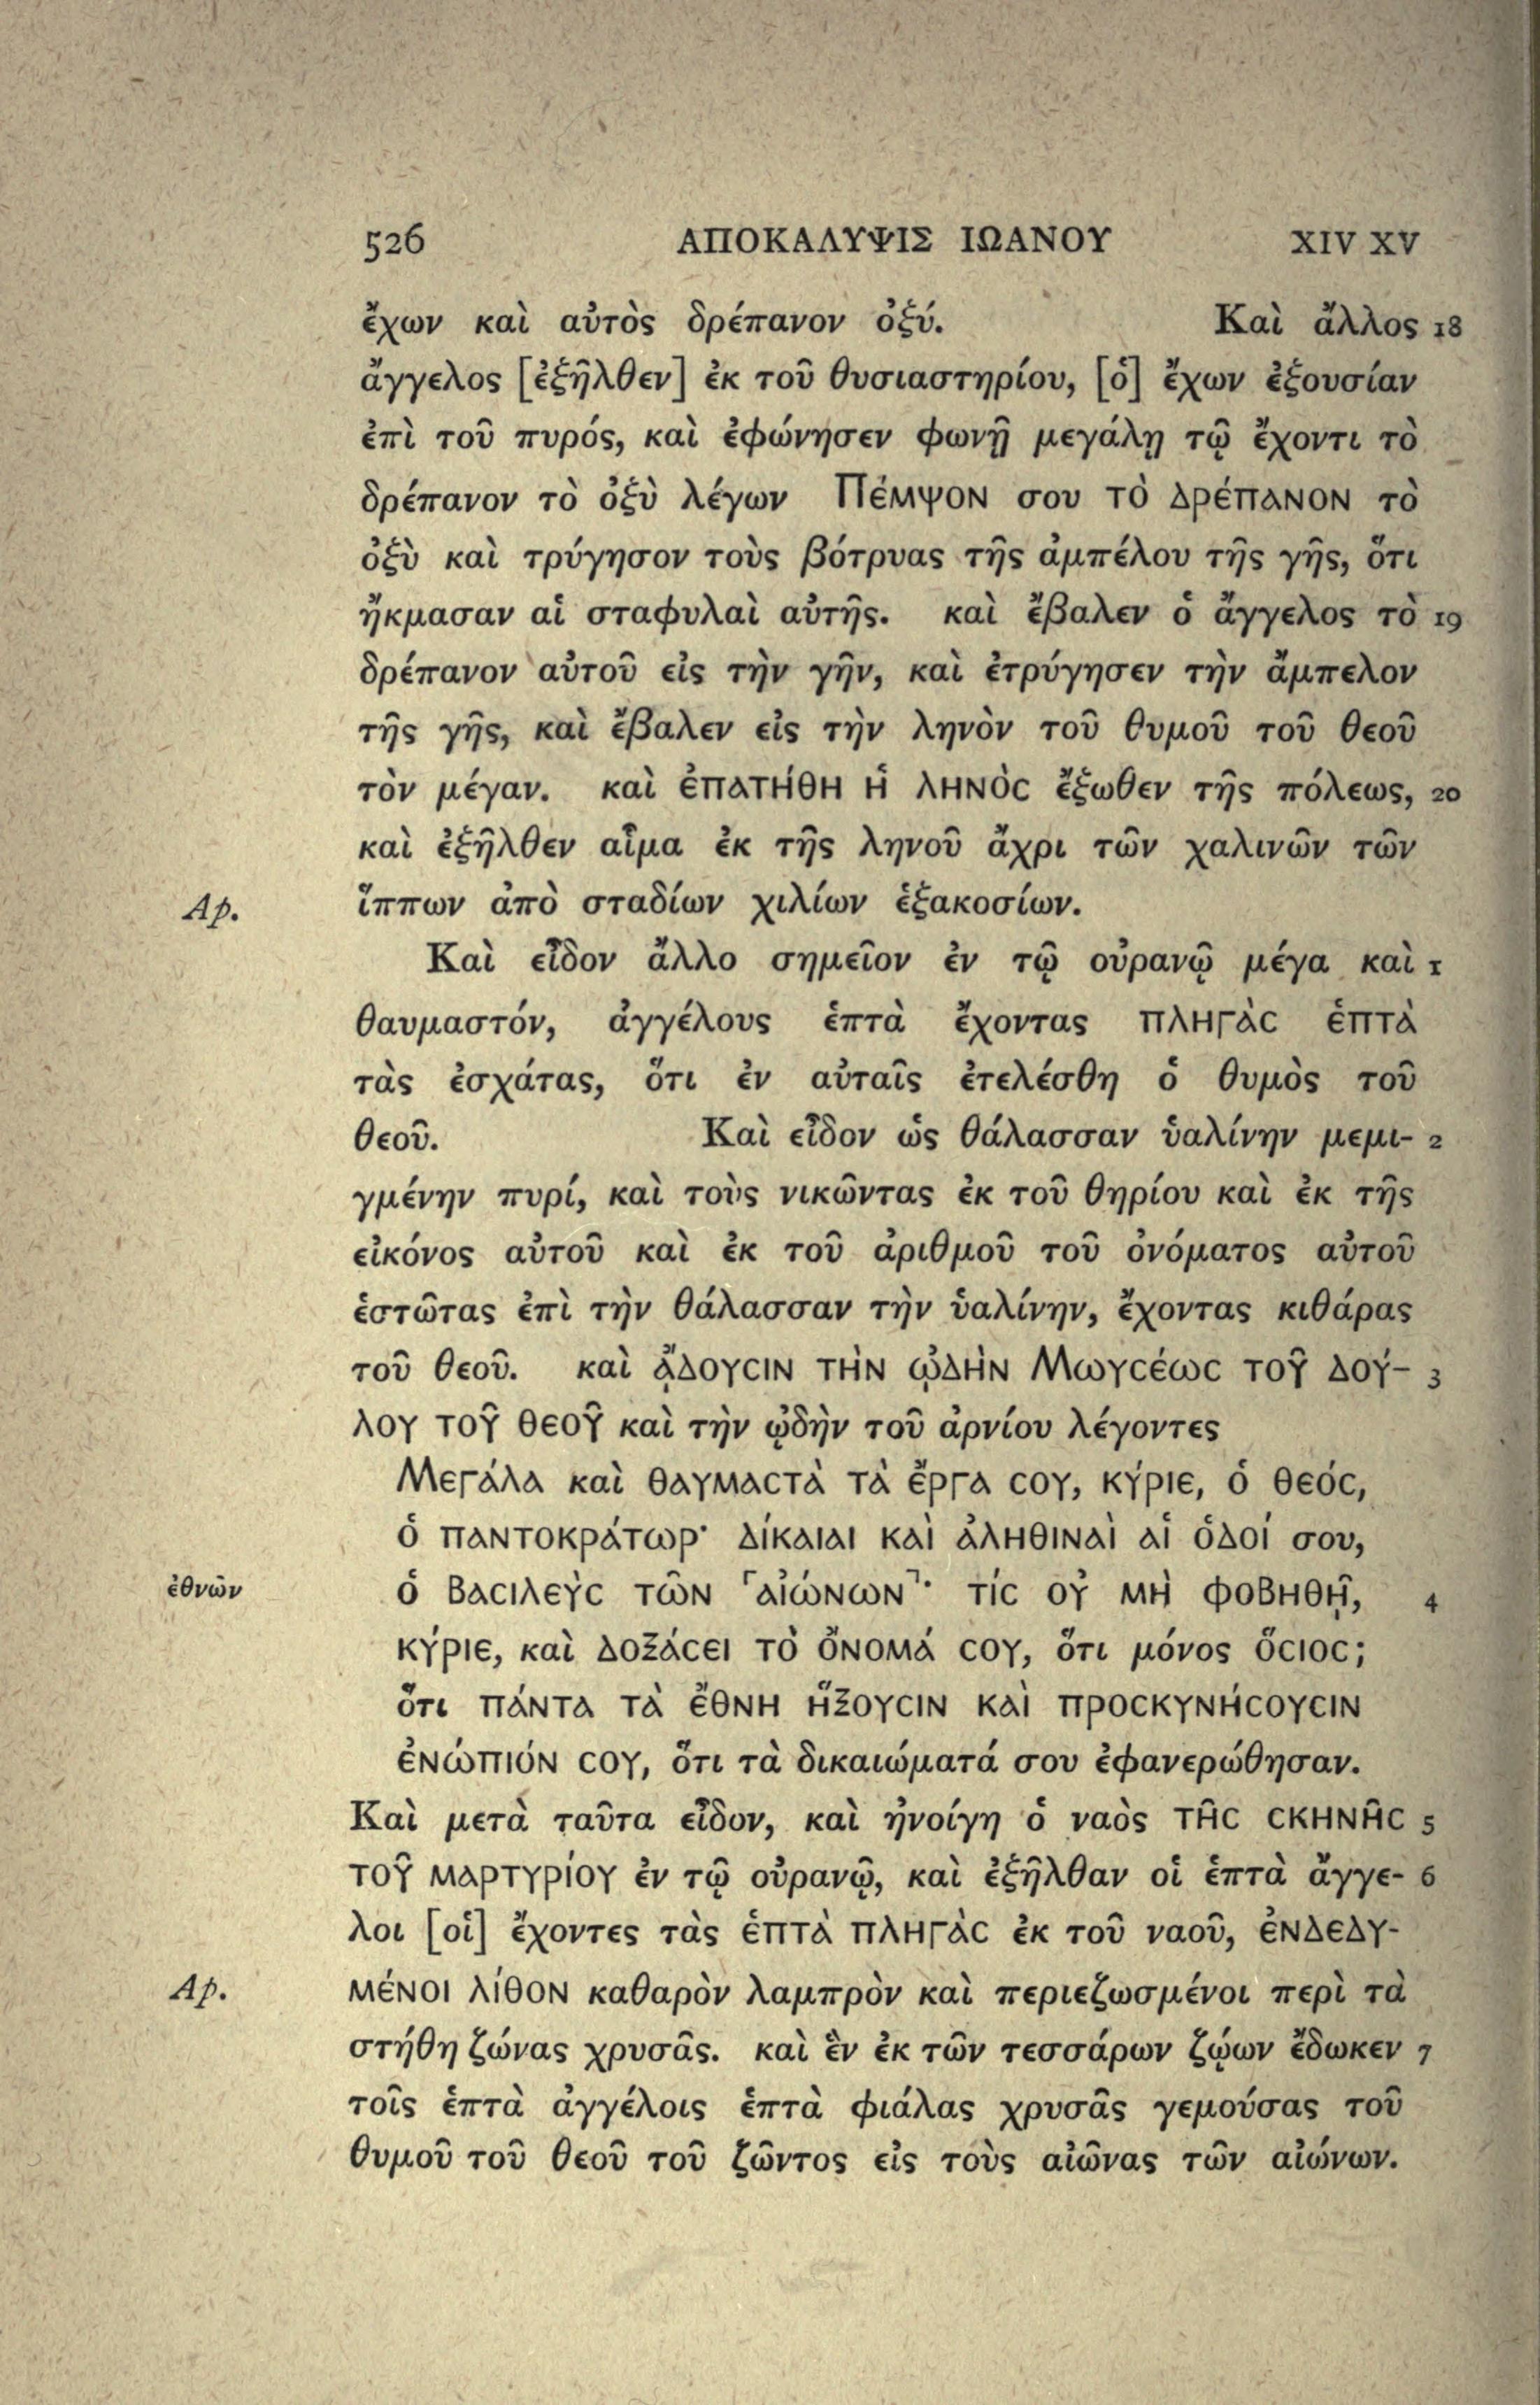 526 ΑΠΟΚΑΛΥΨΙΣ ΙΩΑΝΟΥ XIV XV
ἔχων καὶ αὐτὸς δρέπανον ὀξύ. Καὶ ἄλλος 18
ἄγγελος [ἐξῆλθεν] ἐκ τοῦ θυσιαστηρίου, [ὁ] ἔχων ἐξουσίαν
ἐπὶ τοῦ πυρός, καὶ ἐφώνησεν φωνῇ μεγάλῃ τῷ ἔχοντι τὸ
δρέπανον τὸ ὀξὺ λέγων Πέμψον σου τὸ δρέπανον τὸ
ὀξὺ καὶ τρύγησον τοὺς βότρυας τῆς ἀμπέλου τῆς γῆς, ὅτι
ἤκμασαν αἱ σταφυλαὶ αὐτῆς. καὶ ἔβαλεν ὁ ἄγγελος τὸ 19
δρέπανον αὐτοῦ εἰς τὴν γῆν, καὶ ἐτρύγησεν τὴν ἄμπελον
τῆς γῆς, καὶ ἔβαλεν εἰς τὴν ληνὸν τοῦ θυμοῦ τοῦ θεοῦ
τὸν μέγαν. καὶ ἐπατήθη ἡ ληνὸϲ ἔξωθεν τῆς πόλεως, 20
καὶ ἐξῆλθεν αἷμα ἐκ τῆς ληνοῦ ἄχρι τῶν χαλινῶν τῶν
Ap. ἵππων ἀπὸ σταδίων χιλίων ἑξακοσίων.
Καὶ εἶδον ἄλλο σημεῖον ἐν τῷ οὐρανῷ μέγα καὶ 1
θαυμαστόν, ἀγγέλους ἑπτὰ ἔχοντας πληγὰϲ ἑπτὰ
τὰς ἐσχάτας, ὅτι ἐν αὐταῖς ἐτελέσθη ὁ θυμὸς τοῦ
θεοῦ. Καὶ εἶδον ὡς θάλασσαν ὑαλίνην μεμι- 2
γμένην πυρί, καὶ τοὺς νικῶντας ἐκ τοῦ θηρίου καὶ ἐκ τῆς
εἰκόνος αὐτοῦ καὶ ἐκ τοῦ ἀριθμοῦ τοῦ ὀνόματος αὐτοῦ
ἑστῶτας ἐπὶ τὴν θάλασσαν τὴν ὑαλίνην, ἔχοντας κιθάρας
τοῦ θεοῦ. καὶ ᾄδουϲιν τὴν ᾠδὴν Μωυϲέωϲ τοῦ δού- 3
λου τοῦ θεοῦ καὶ τὴν ᾠδὴν τοῦ ἀρνίου λέγοντες
Μεγάλα καὶ θαυμαϲτὰ τὰ ἔργα ϲου, κύριε, ὁ θεόϲ,
ὁ παντοκράτωρ· δίκαιαι καὶ ἀληθιναὶ αἱ ὁδοί σου,
ἐθνῶν ὁ βαϲιλεὺϲ τῶν ⸀αἰώνων⸃· τίϲ οὐ μὴ φοβηθῇ, 4
κύριε, καὶ δοξάϲει τὸ ὄνομά ϲου, ὅτι μόνος ὅϲιοϲ;
ὅτι πάντα τὰ ἔθνη ἥξουϲιν καὶ προϲκυνήϲουϲιν
ἐνώπιόν ϲου, ὅτι τὰ δικαιώματά σου ἐφανερώθησαν.
Καὶ μετὰ ταῦτα εἶδον, καὶ ἠνοίγη ὁ ναὸς τῆϲ ϲκηνῆϲ 5
τοῦ μαρτυρίου ἐν τῷ οὐρανῷ, καὶ ἐξῆλθαν οἱ ἑπτὰ ἄγγε- 6
λοι [οἱ] ἔχοντες τὰς ἑπτὰ πληγὰϲ ἐκ τοῦ ναοῦ, ἐνδεδυ-
Ap. μένοι λίθον καθαρὸν λαμπρὸν καὶ περιεζωσμένοι περὶ τὰ
στήθη ζώνας χρυσᾶς. καὶ ἓν ἐκ τῶν τεσσάρων ζῴων ἔδωκεν 7
τοῖς ἑπτὰ ἀγγέλοις ἑπτὰ φιάλας χρυσᾶς γεμούσας τοῦ
θυμοῦ τοῦ θεοῦ τοῦ ζῶντος εἰς τοὺς αἰῶνας τῶν αἰώνων.